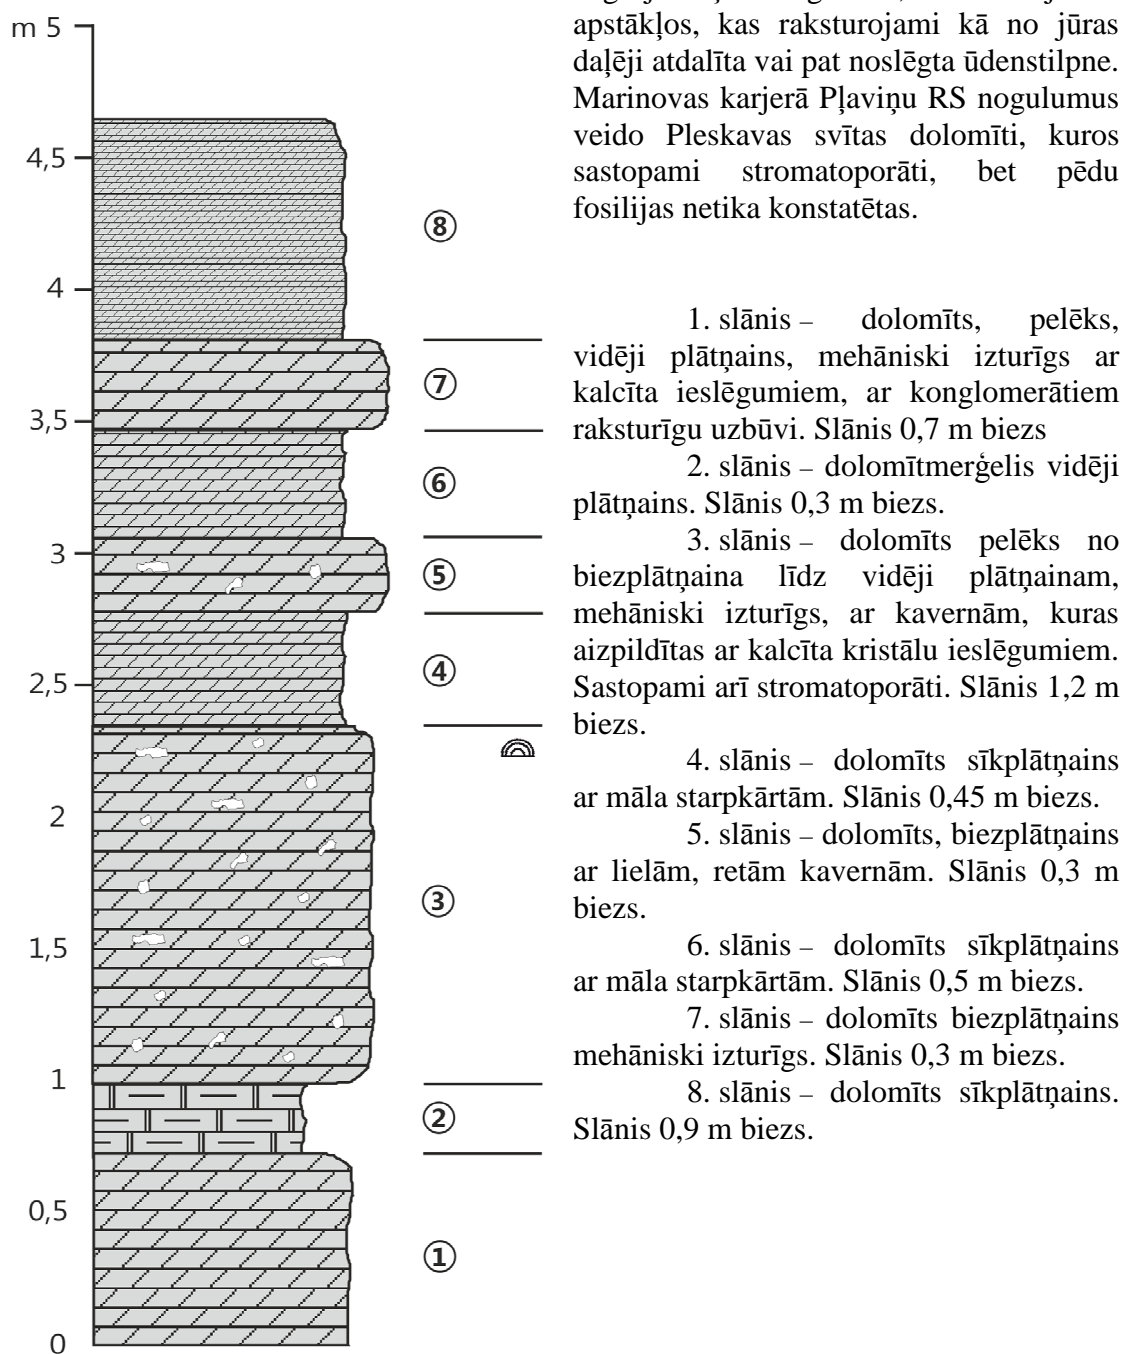 m 5
4,5
4
3,5
3
2,5
2
1,5
1
0,5
0
⑧
⑦
⑥
⑤
④
③
②
①
apstākļos, kas raksturojami kā no jūras
daļēji atdalīta vai pat noslēgta ūdenstilpne.
Marinovas karjerā Pļaviņu RS nogulumus
veido Pleskavas svītas dolomīti, kuros
sastopami stromatoporāti, bet pēdu
fosilijas netika konstatētas.
1. slānis – dolomīts, pelēks,
vidēji plātņains, mehāniski izturīgs ar
kalcīta ieslēgumiem, ar konglomerātiem
raksturīgu uzbūvi. Slānis 0,7 m biezs
2. slānis – dolomītmerģelis vidēji
plātņains. Slānis 0,3 m biezs.
3. slānis – dolomīts pelēks no
biezplātņaina līdz vidēji plātņainam,
mehāniski izturīgs, ar kavernām, kuras
aizpildītas ar kalcīta kristālu ieslēgumiem.
Sastopami arī stromatoporāti. Slānis 1,2 m
biezs.
4. slānis – dolomīts sīkplātņains
ar māla starpkārtām. Slānis 0,45 m biezs.
5. slānis – dolomīts, biezplātņains
ar lielām, retām kavernām. Slānis 0,3 m
biezs.
6. slānis – dolomīts sīkplātņains
ar māla starpkārtām. Slānis 0,5 m biezs.
7. slānis – dolomīts biezplātņains
mehāniski izturīgs. Slānis 0,3 m biezs.
8. slānis – dolomīts sīkplātņains.
Slānis 0,9 m biezs.